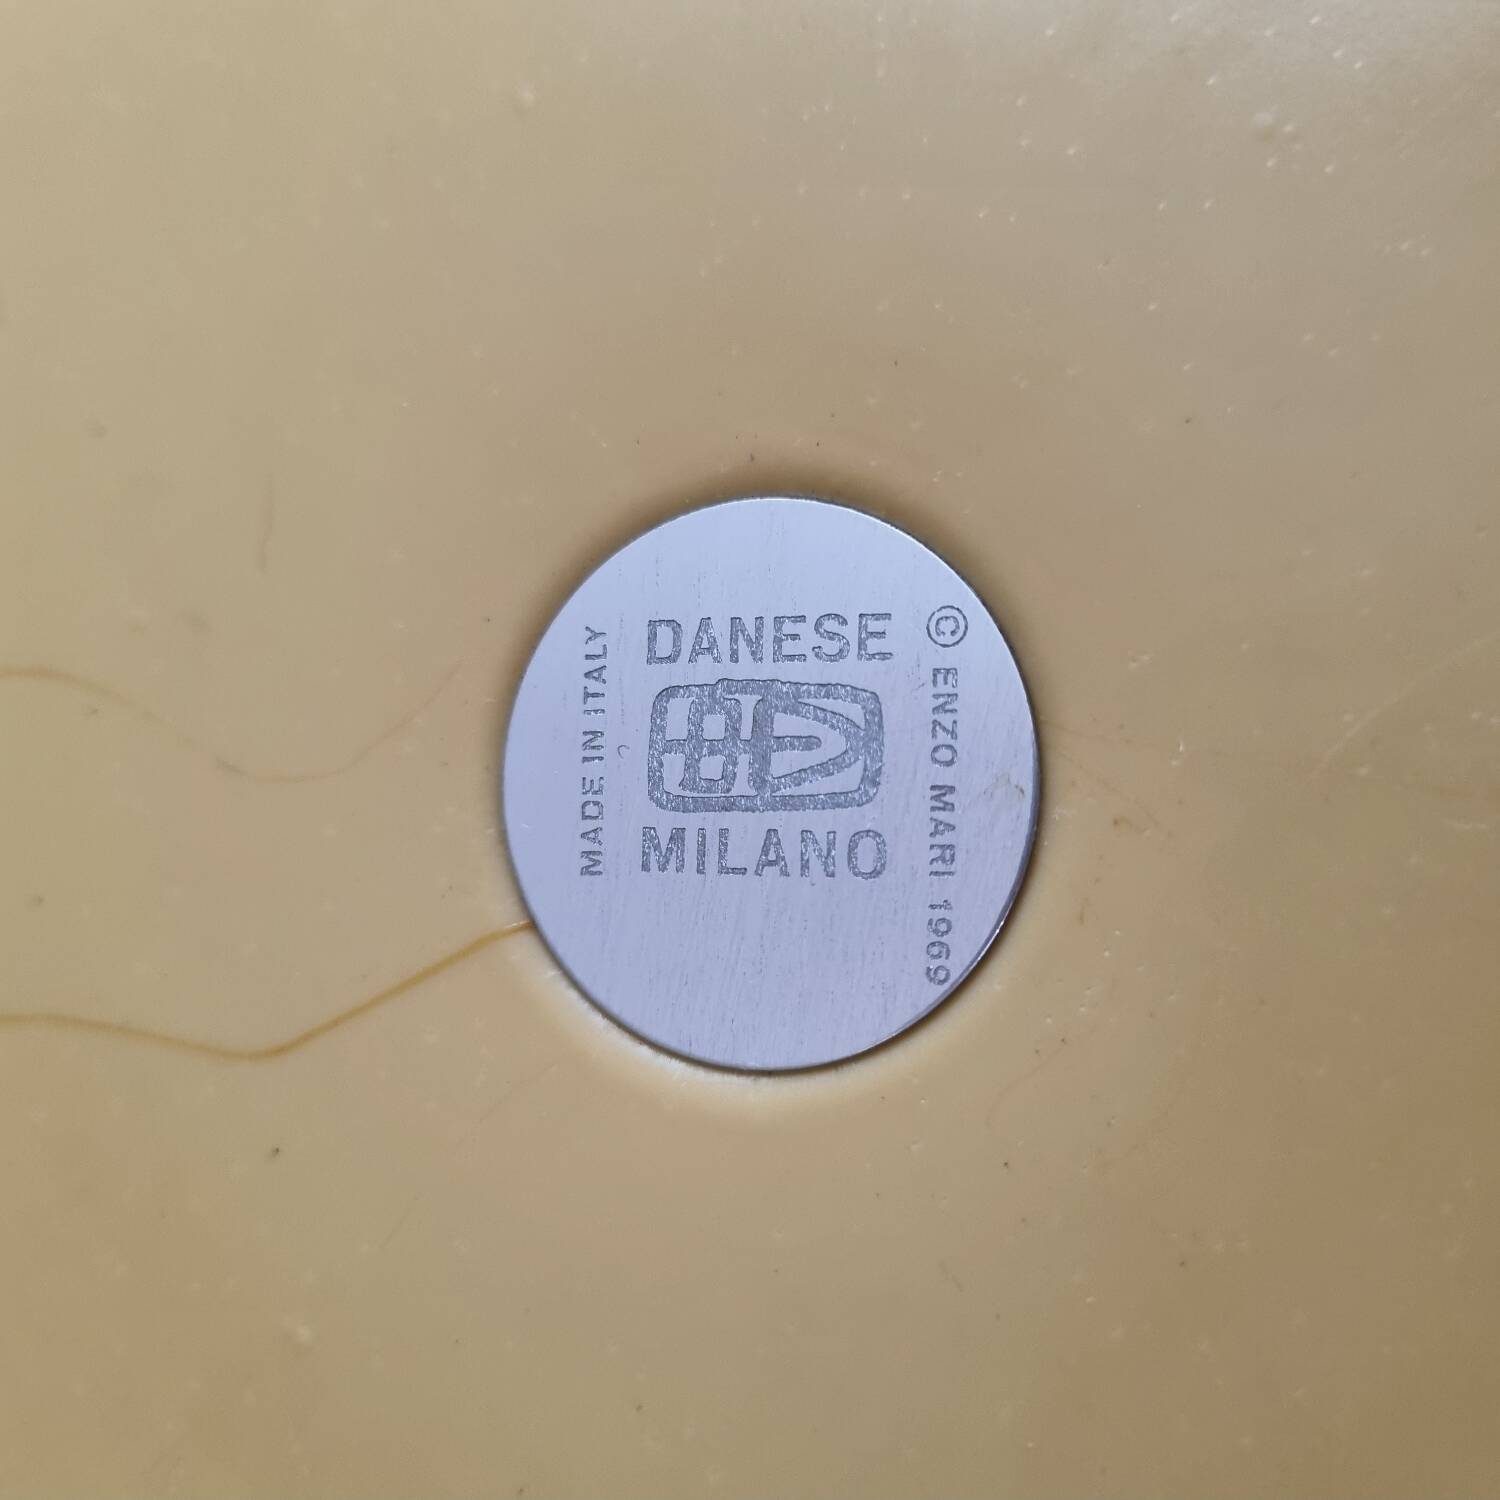 DANESE
MILANO
MADE IN ITALY
© ENZO MARI 1969